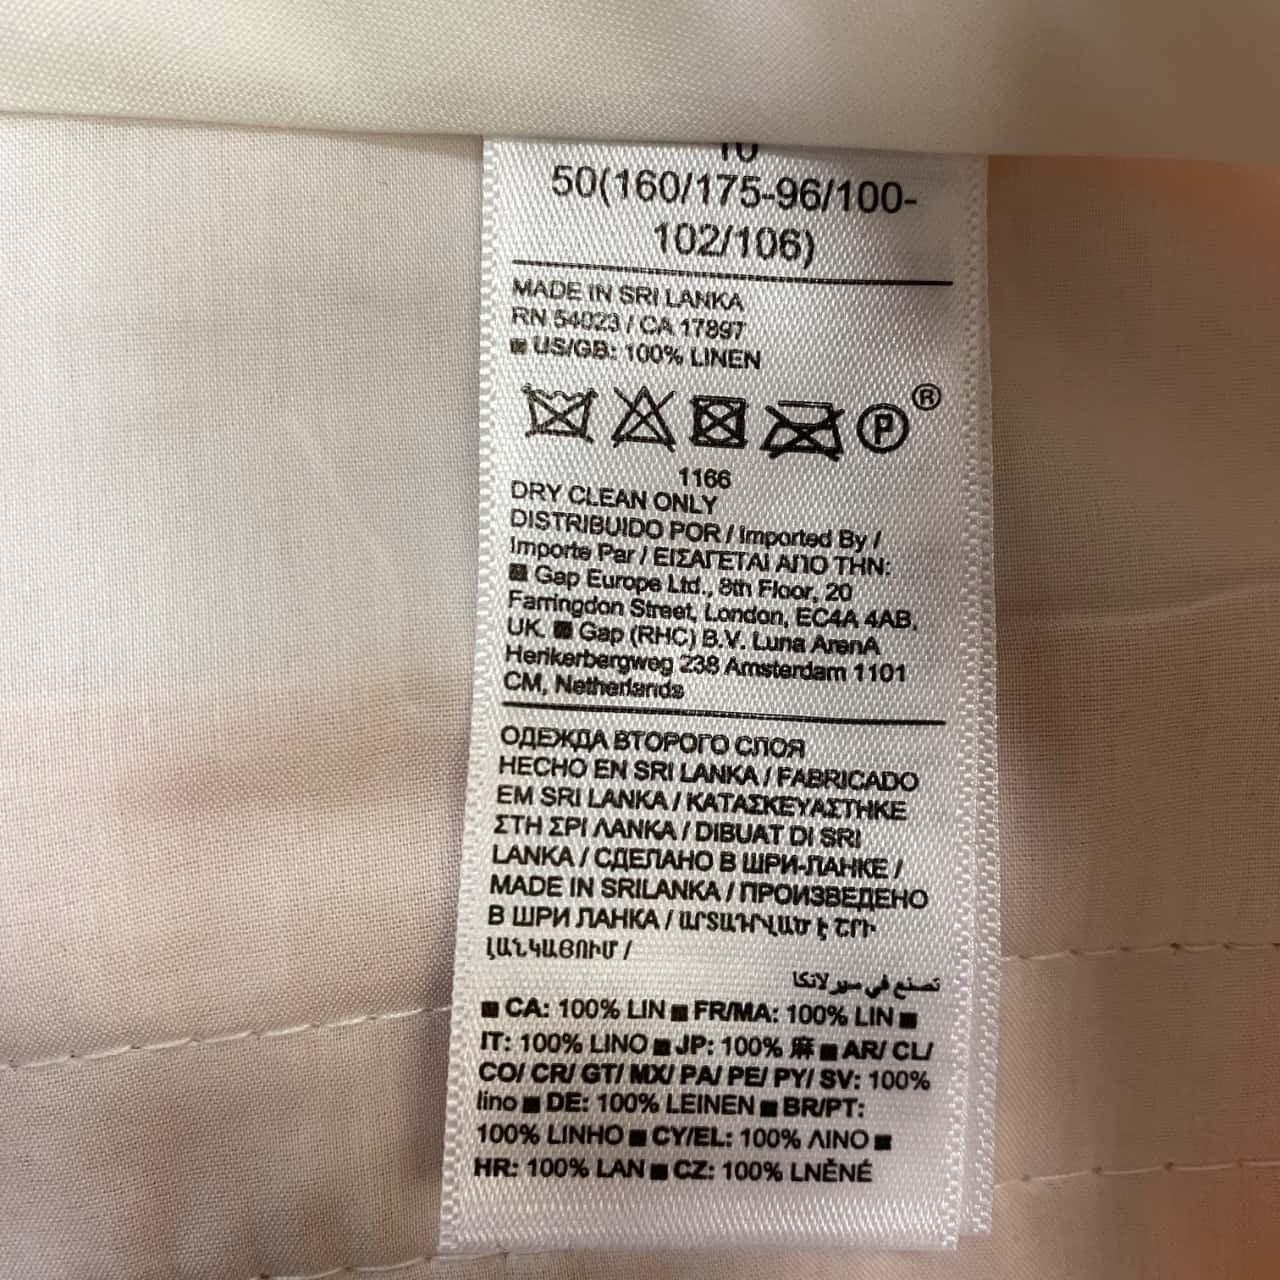 10
50(160/175-96/100-
102/106)
MADE IN SRI LANKA
RN 54023 / CA 17897
■ US/GB: 100% LINEN
P ®
1166
DRY CLEAN ONLY
DISTRIBUIDO POR / Imported By /
Importe Par / ΕΙΣΑΓΕΤΑΙ ΑΠΟ ΤΗΝ:
■ Gap Europe Ltd., 8th Floor, 20
Farringdon Street, London, EC4A 4AB,
UK. ■ Gap (RHC) B.V. Luna ArenA
Herikerbergweg 238 Amsterdam 1101
CM, Netherlands
ОДЕЖДА ВТОРОГО СЛОЯ
HECHO EN SRI LANKA / FABRICADO
EM SRI LANKA / ΚΑΤΑΣΚΕΥΑΣΤΗΚΕ
ΣΤΗ ΣΡΙ ΛΑΝΚΑ / DIBUAT DI SRI
LANKA / СДЕЛАНО В ШРИ-ЛАНКЕ /
MADE IN SRILANKA / ПРОИЗВЕДЕНО
В ШРИ ЛАНКА / ԱՐՏԱԴՐՎԱԾ Է ՇՐԻ
ԼԱՆԿԱՅՈՒՄ /
تصنع في سير لانكا
■ CA: 100% LIN ■ FR/MA: 100% LIN ■
IT: 100% LINO ■ JP: 100% 麻 ■ AR/ CL/
CO/ CR/ GT/ MX/ PA/ PE/ PY/ SV: 100%
lino ■ DE: 100% LEINEN ■ BR/PT:
100% LINHO ■ CY/EL: 100% ΛΙΝΟ ■
HR: 100% LAN ■ CZ: 100% LNĚNÉ